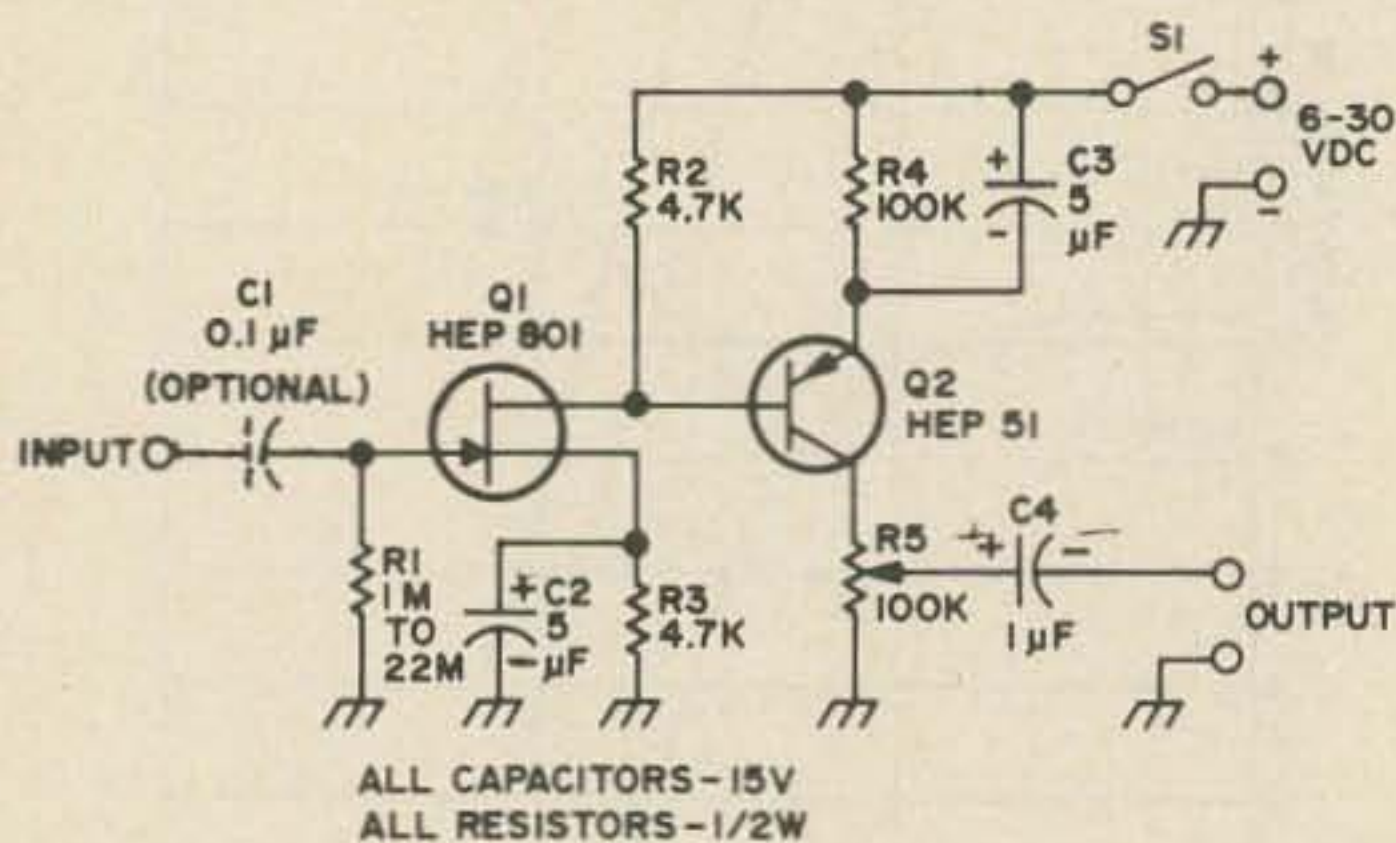 S1
+
6-30
VDC
-
R2
4.7K
R4
100K
+
C3
5
µF
-
C1
0.1 µF
(OPTIONAL)
Q1
HEP 801
Q2
HEP 51
INPUT
R1
1M
TO
22M
+
C2
5
µF
-
R3
4.7K
R5
100K
C4
+
-
1µF
OUTPUT
ALL CAPACITORS-15V
ALL RESISTORS-1/2W